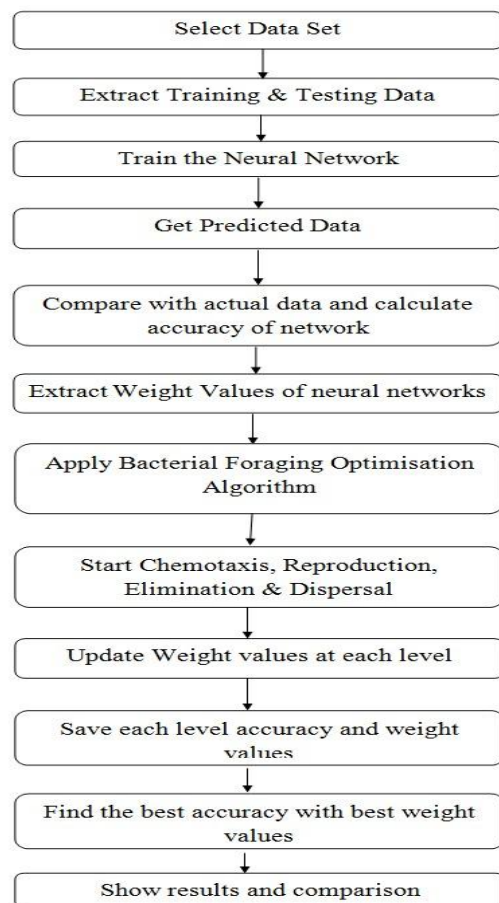 Select Data Set
Extract Training & Testing Data
Train the Neural Network
Get Predicted Data
Compare with actual data and calculate
accuracy of network
Extract Weight Values of neural networks
Apply Bacterial Foraging Optimisation
Algorithm
Start Chemotaxis, Reproduction,
Elimination & Dispersal
Update Weight values at each level
Save each level accuracy and weight
values
Find the best accuracy with best weight
values
Show results and comparison